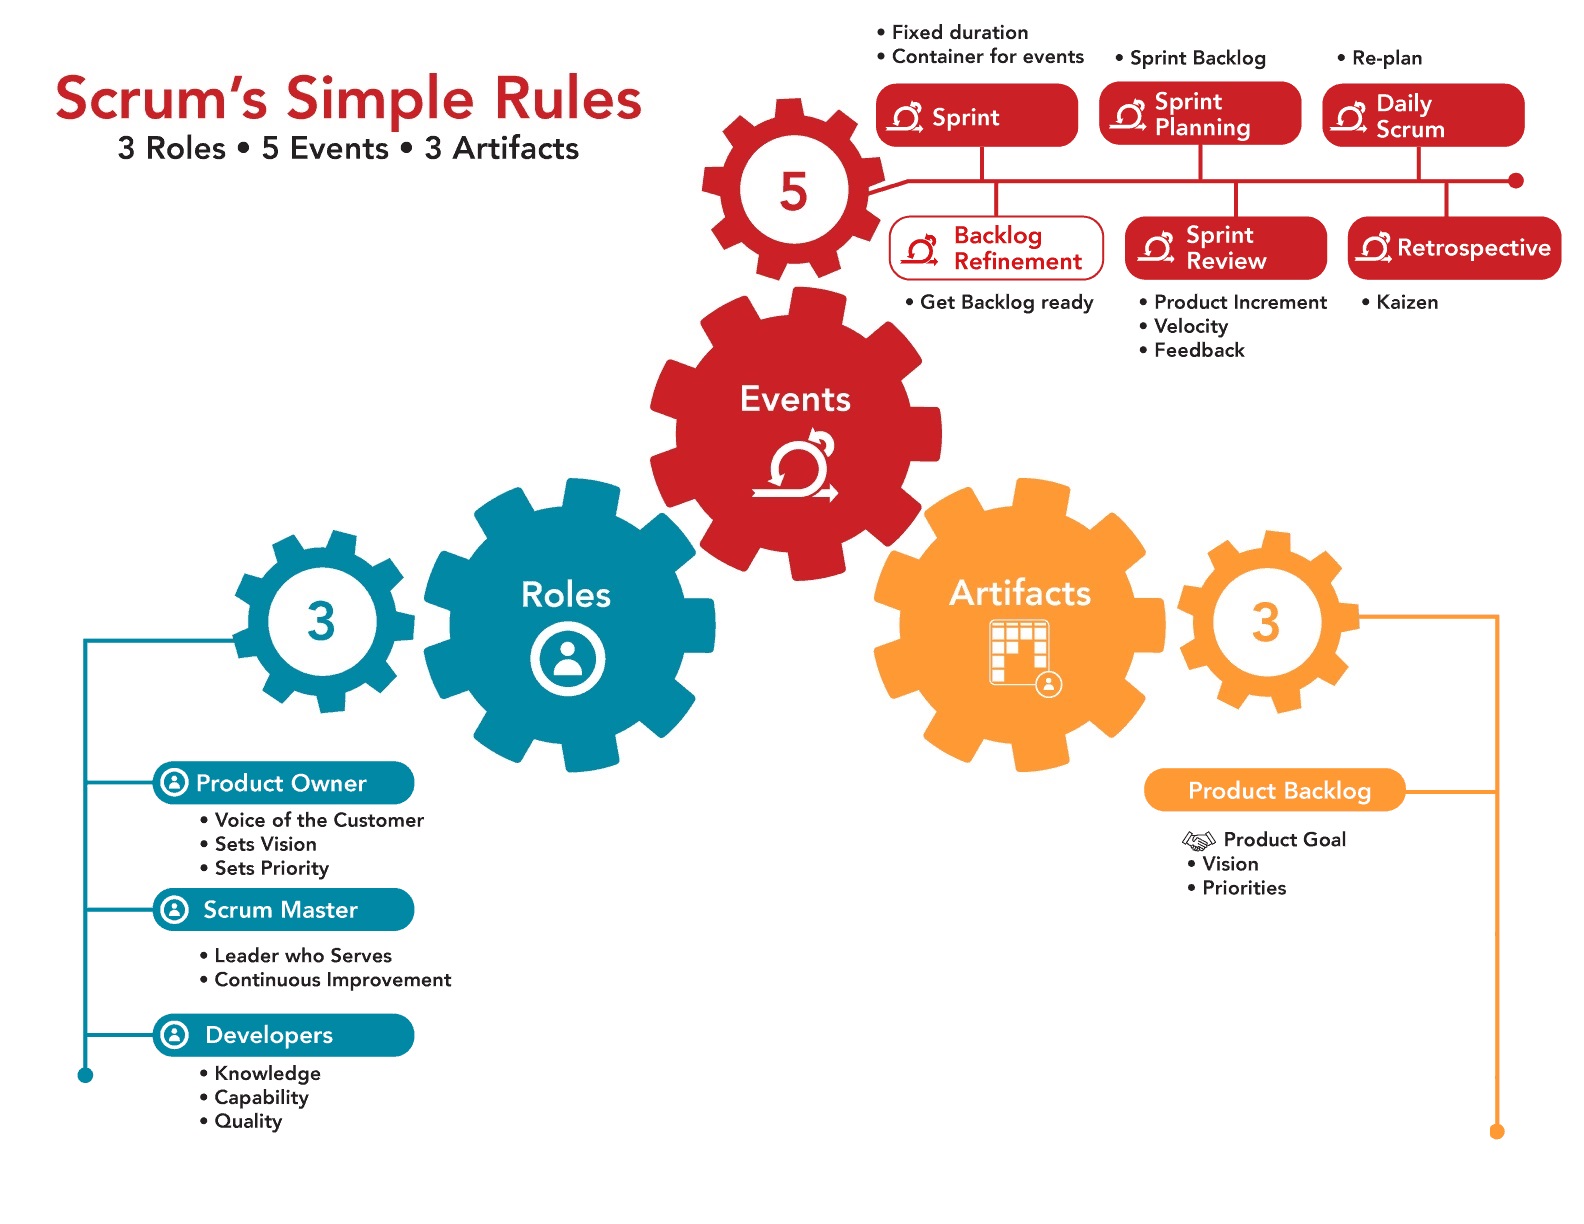 Scrum's Simple Rules
3 Roles • 5 Events • 3 Artifacts
• Fixed duration
• Container for events
Sprint
• Sprint Backlog
Sprint
Planning
• Re-plan
Daily
Scrum
5
Backlog
Refinement
• Get Backlog ready
Sprint
Review
• Product Increment
• Velocity
• Feedback
Retrospective
• Kaizen
Events
Roles
3
Product Owner
• Voice of the Customer
• Sets Vision
• Sets Priority
Scrum Master
• Leader who Serves
• Continuous Improvement
Developers
• Knowledge
• Capability
• Quality
Artifacts
3
Product Backlog
Product Goal
• Vision
• Priorities